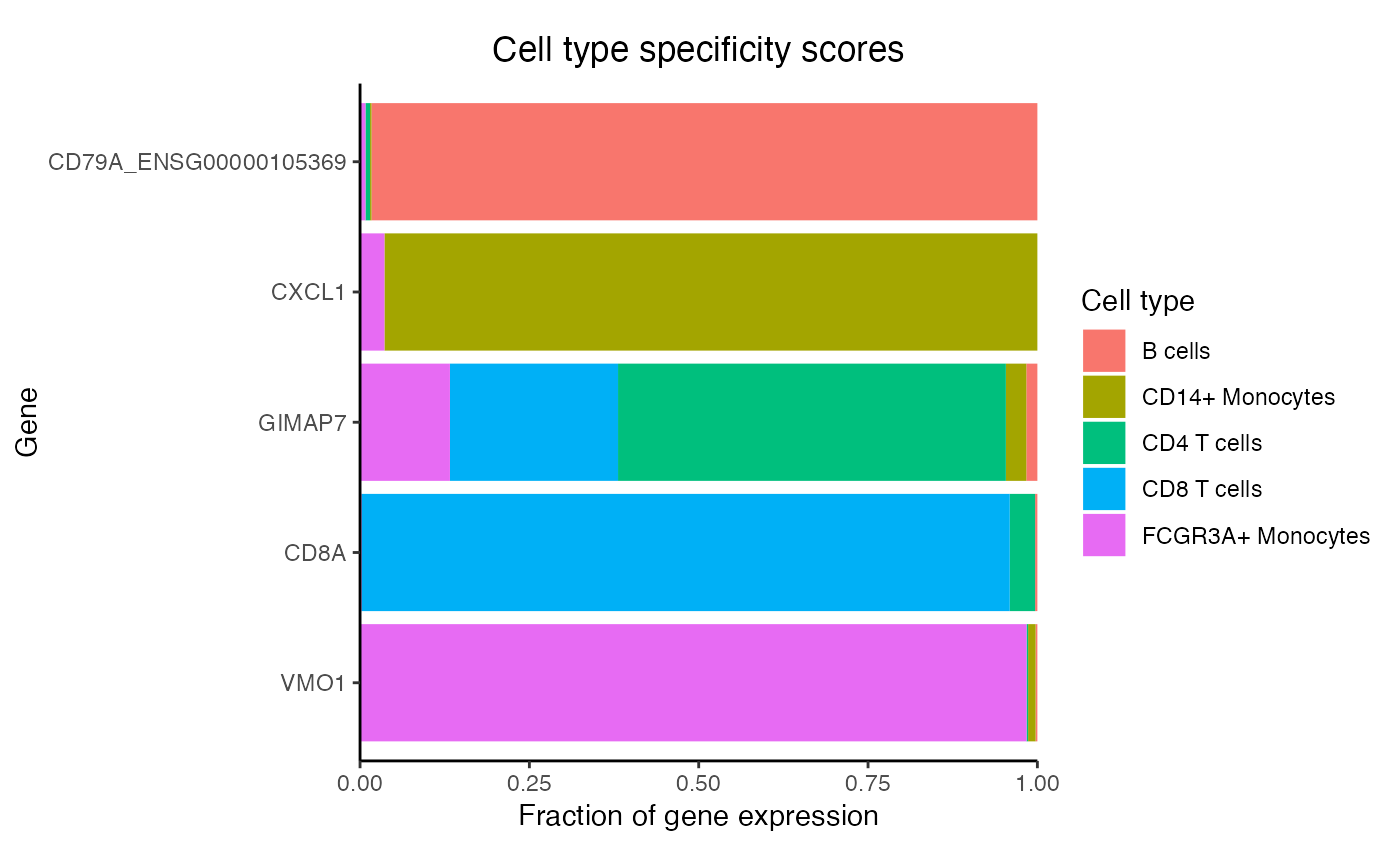 Cell type specificity scores
CD79A_ENSG00000105369
CXCL1
GIMAP7
CD8A
VMO1
Gene
0.00
0.25
0.50
0.75
1.00
Fraction of gene expression
Cell type
B cells
CD14+ Monocytes
CD4 T cells
CD8 T cells
FCGR3A+ Monocytes